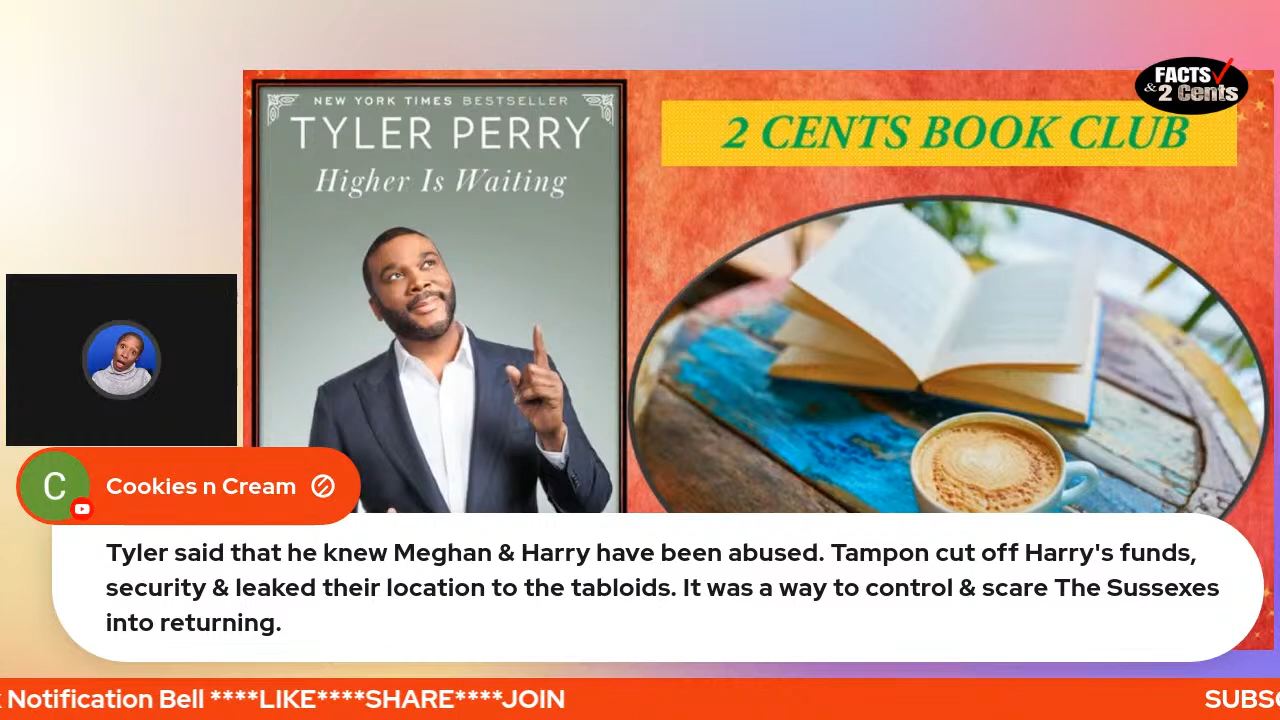 FACTS
& 2 Cents
NEW YORK TIMES BESTSELLER
TYLER PERRY
Higher Is Waiting
2 CENTS BOOK CLUB
C
Cookies n Cream
Tyler said that he knew Meghan & Harry have been abused. Tampon cut off Harry's funds,
security & leaked their location to the tabloids. It was a way to control & scare The Sussexes
into returning.
Notification Bell ****LIKE****SHARE****JOIN